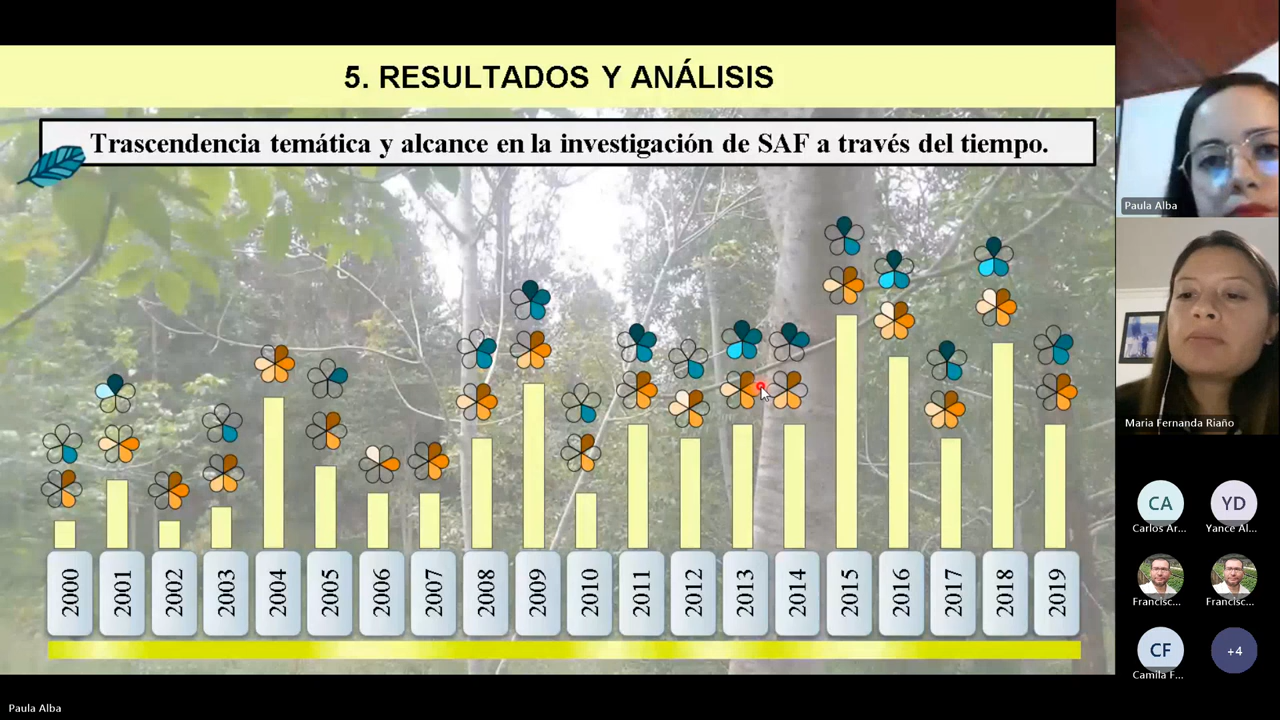 5. RESULTADOS Y ANÁLISIS
Trascendencia temática y alcance en la investigación de SAF a través del tiempo.
2000
2001
2002
2003
2004
2005
2006
2007
2008
2009
2010
2011
2012
2013
2014
2015
2016
2017
2018
2019
Paula Alba
Maria Fernanda Riaño
CA
YD
Carlos Ar...
Yance Al...
Francisc...
Francisc...
CF
+4
Camila F...
Paula Alba